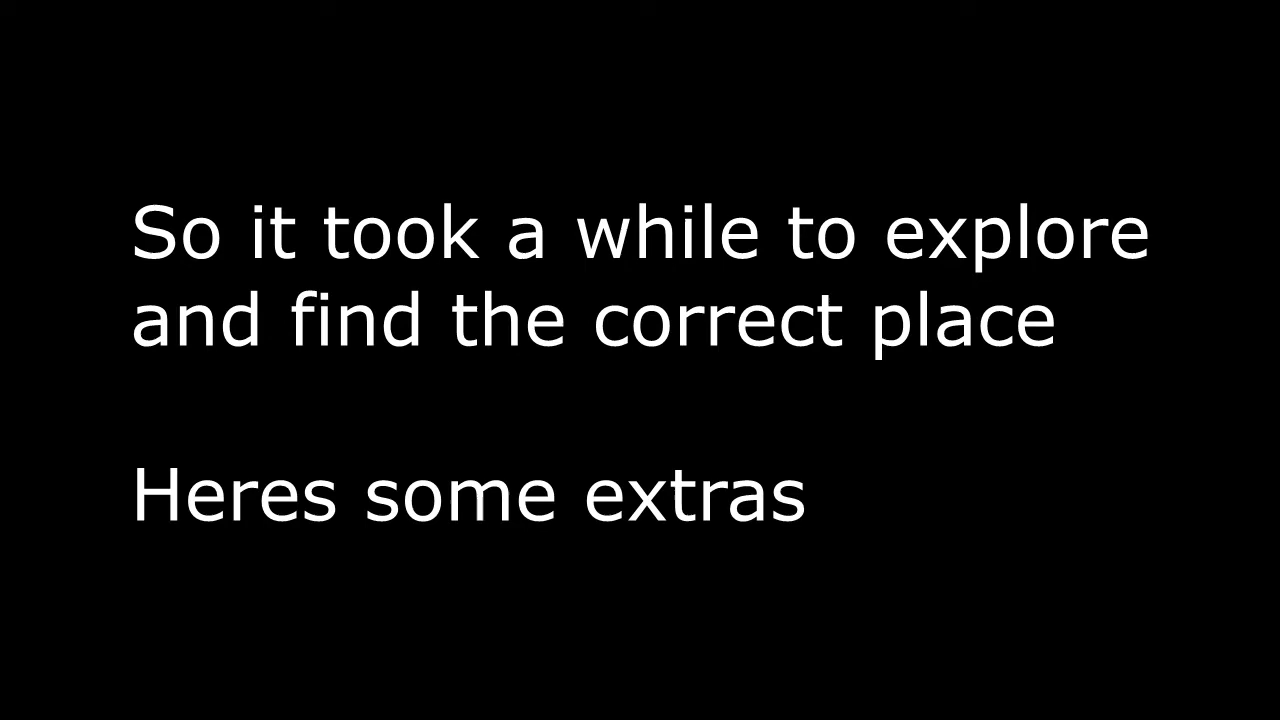 So it took a while to explore
and find the correct place
Heres some extras